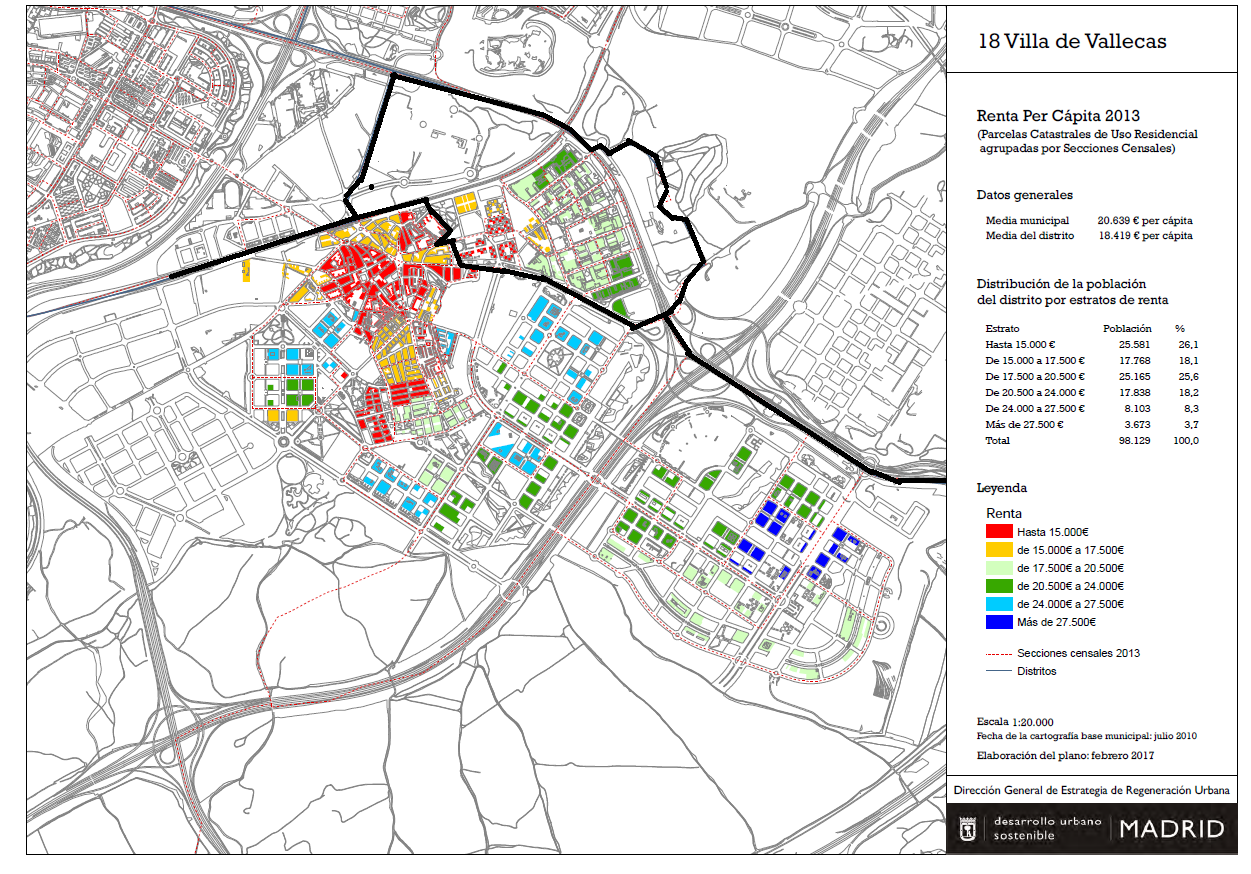 18 Villa de Vallecas
Renta Per Cápita 2013
(Parcelas Catastrales de Uso Residencial
agrupadas por Secciones Censales)
Datos generales
Media municipal 20.639 € per cápita
Media del distrito 18.419 € per cápita
Distribución de la población
del distrito por estratos de renta
Estrato Población %
Hasta 15.000 € 25.581 26,1
De 15.000 a 17.500 € 17.768 18,1
De 17.500 a 20.500 € 25.165 25,6
De 20.500 a 24.000 € 17.838 18,2
De 24.000 a 27.500 € 8.103 8,3
Más de 27.500 € 3.673 3,7
Total 98.129 100,0
Leyenda
Renta
Hasta 15.000€
de 15.000€ a 17.500€
de 17.500€ a 20.500€
de 20.500€ a 24.000€
de 24.000€ a 27.500€
Más de 27.500€
Secciones censales 2013
Distritos
Escala 1:20.000
Fecha de la cartografía base municipal: julio 2010
Elaboración del plano: febrero 2017
Dirección General de Estrategia de Regeneración Urbana
desarrollo urbano
sostenible
MADRID